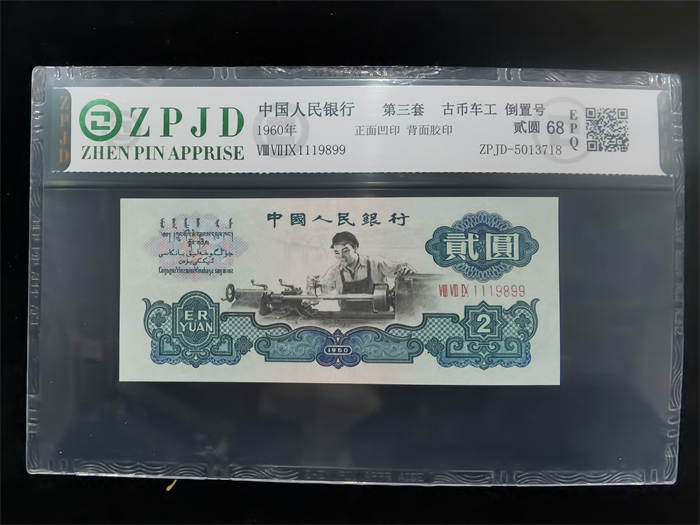 ZPJD
ZPJD
ZHEN PIN APPRISE
中国人民银行 第三套 古币车工 倒置号
1960年 正面凹印 背面胶印 贰圆 68 EPQ
ⅧⅦⅨ1119899 ZPJD-5013718
中國人民銀行
貳圓
ⅧⅦⅨ 1119899
ER
YUAN
1960
2